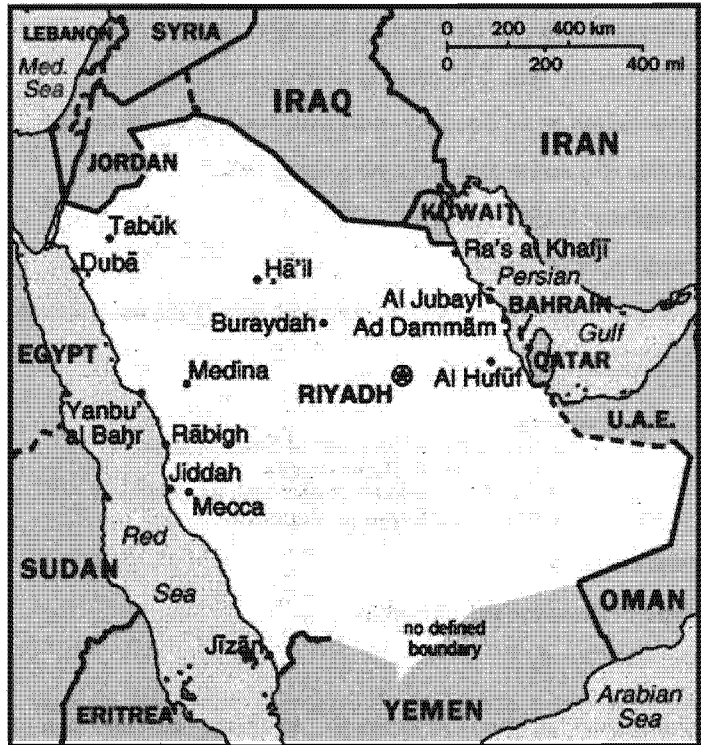 LEBANON
SYRIA
0 200 400 km
0 200 400 mi
Med.
Sea
IRAQ
IRAN
JORDAN
KUWAIT
Tabūk
Ra's al Khafjī
Dubā
Hā'il
Persian
Al Jubayl
BAHRAIN
Buraydah
Ad Dammām
Gulf
EGYPT
QATAR
Medina
RIYADH
Al Hufūf
Yanbu'
al Baḩr
U.A.E.
Rābigh
Jiddah
Mecca
Red
Sea
SUDAN
OMAN
no defined
boundary
Jīzān
ERITREA
YEMEN
Arabian
Sea